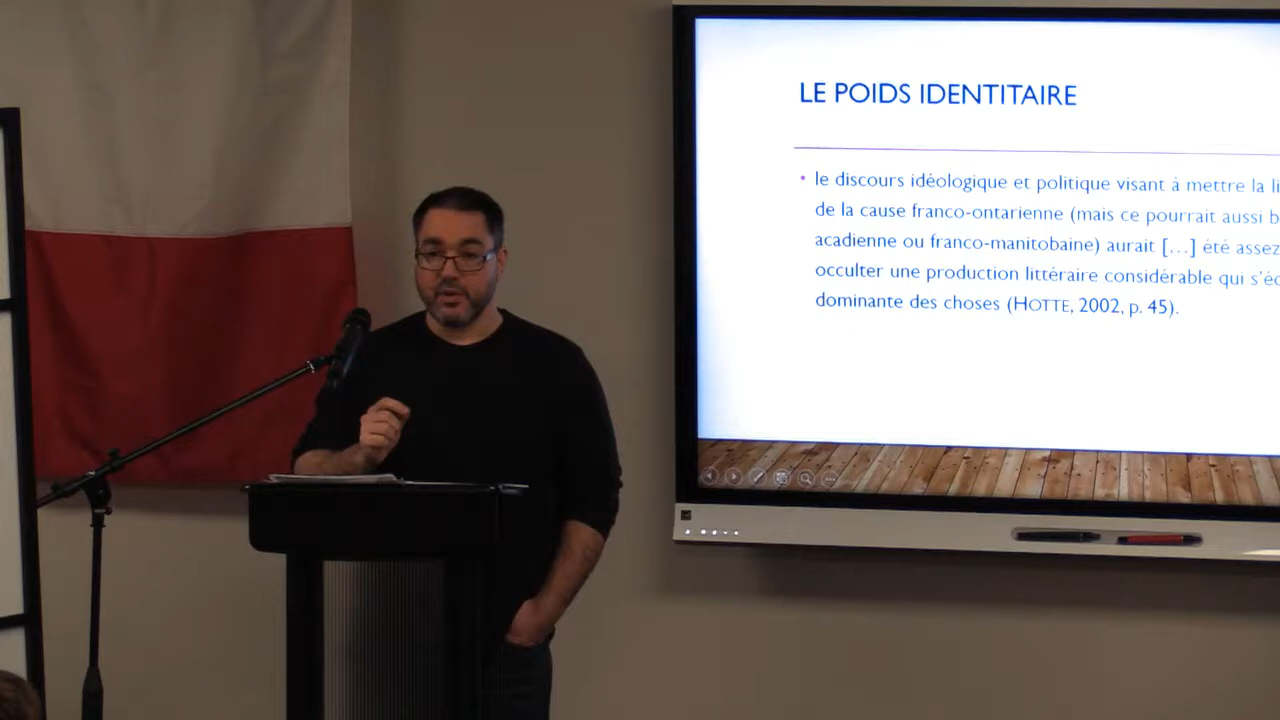 LE POIDS IDENTITAIRE
• le discours idéologique et politique visant à mettre la
de la cause franco-ontarienne (mais ce pourrait aussi
acadienne ou franco-manitobaine) aurait [...] été assez
occulter une production littéraire considérable qui
dominante des choses (HOTTE, 2002, p. 45).